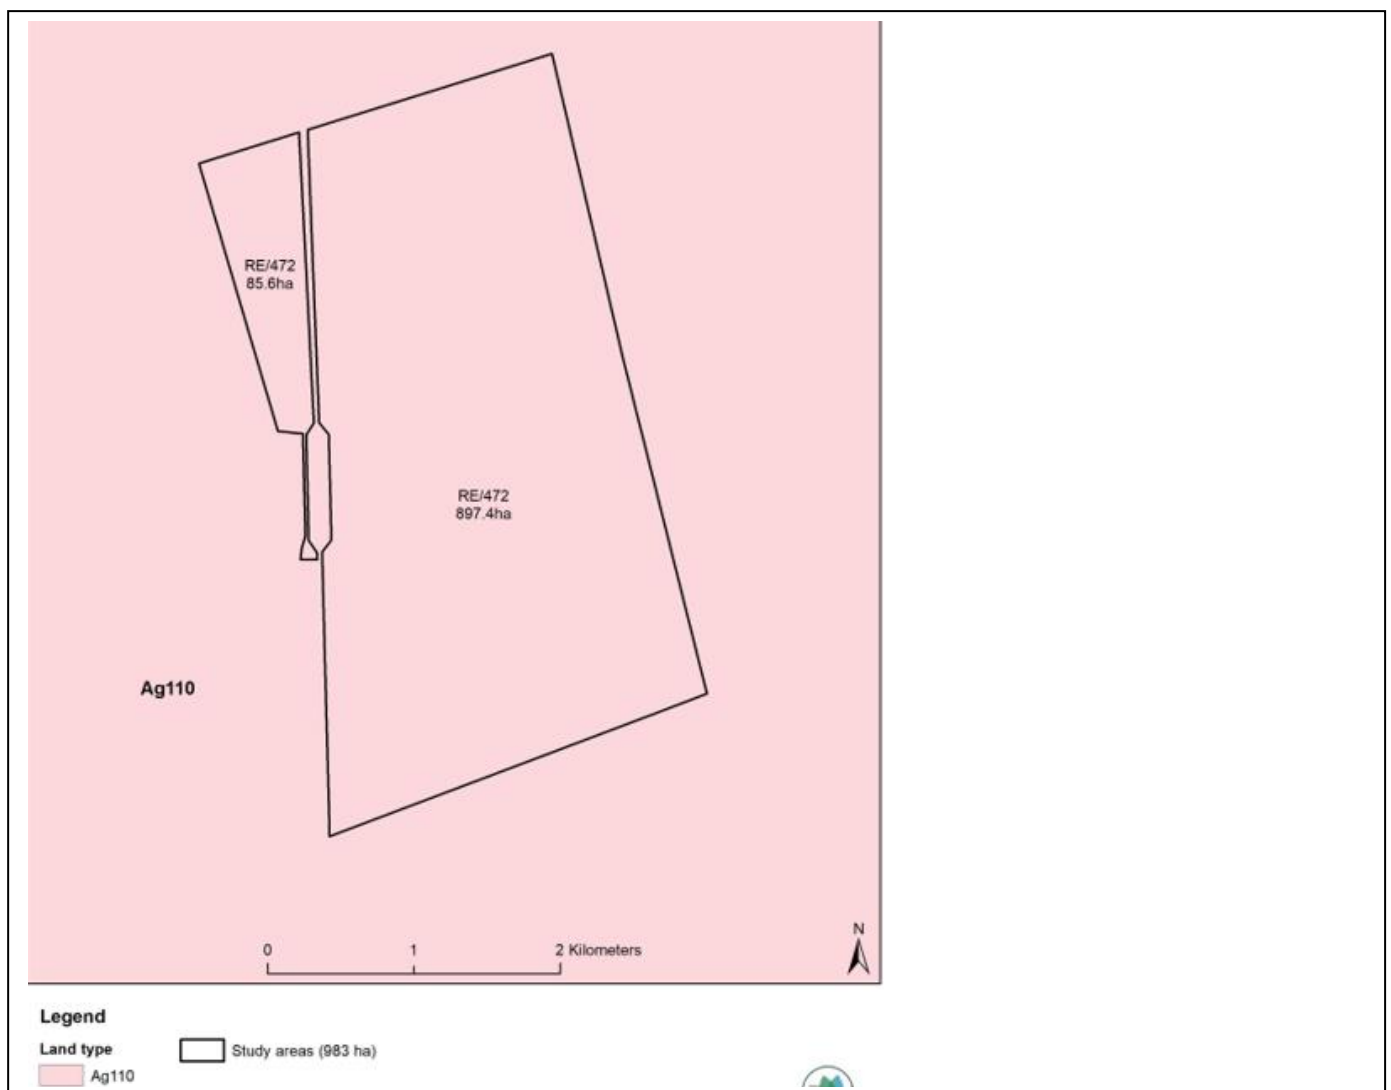 RE/472
85.6ha
RE/472
897.4ha
Ag110
N
0 1 2 Kilometers
Legend
Land type
Study areas (983 ha)
Ag110